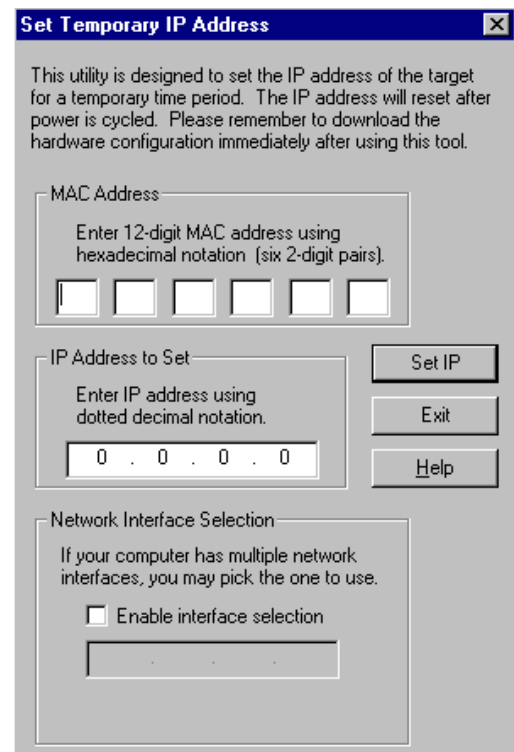 Set Temporary IP Address
This utility is designed to set the IP address of the target
for a temporary time period.  The IP address will reset after
power is cycled.  Please remember to download the
hardware configuration immediately after using this tool.
MAC Address
Enter 12-digit MAC address using
hexadecimal notation  (six 2-digit pairs).
IP Address to Set
Enter IP address using
dotted decimal notation.
0 . 0 . 0 . 0
Set IP
Exit
Help
Network Interface Selection
If your computer has multiple network
interfaces, you may pick the one to use.
Enable interface selection
. . .